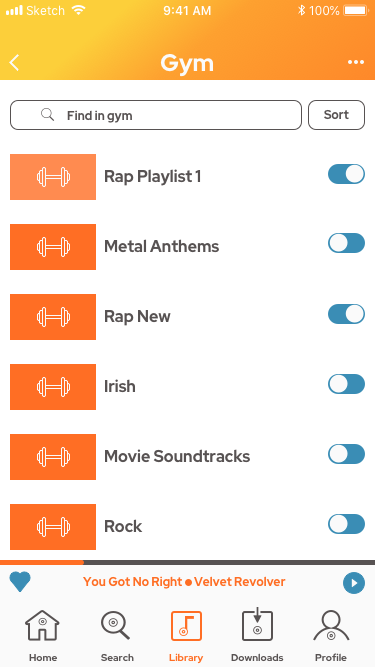 Sketch 9:41 AM 100%
Gym
Find in gym Sort
Rap Playlist 1
Metal Anthems
Rap New
Irish
Movie Soundtracks
Rock
You Got No Right ● Velvet Revolver
Home Search Library Downloads Profile